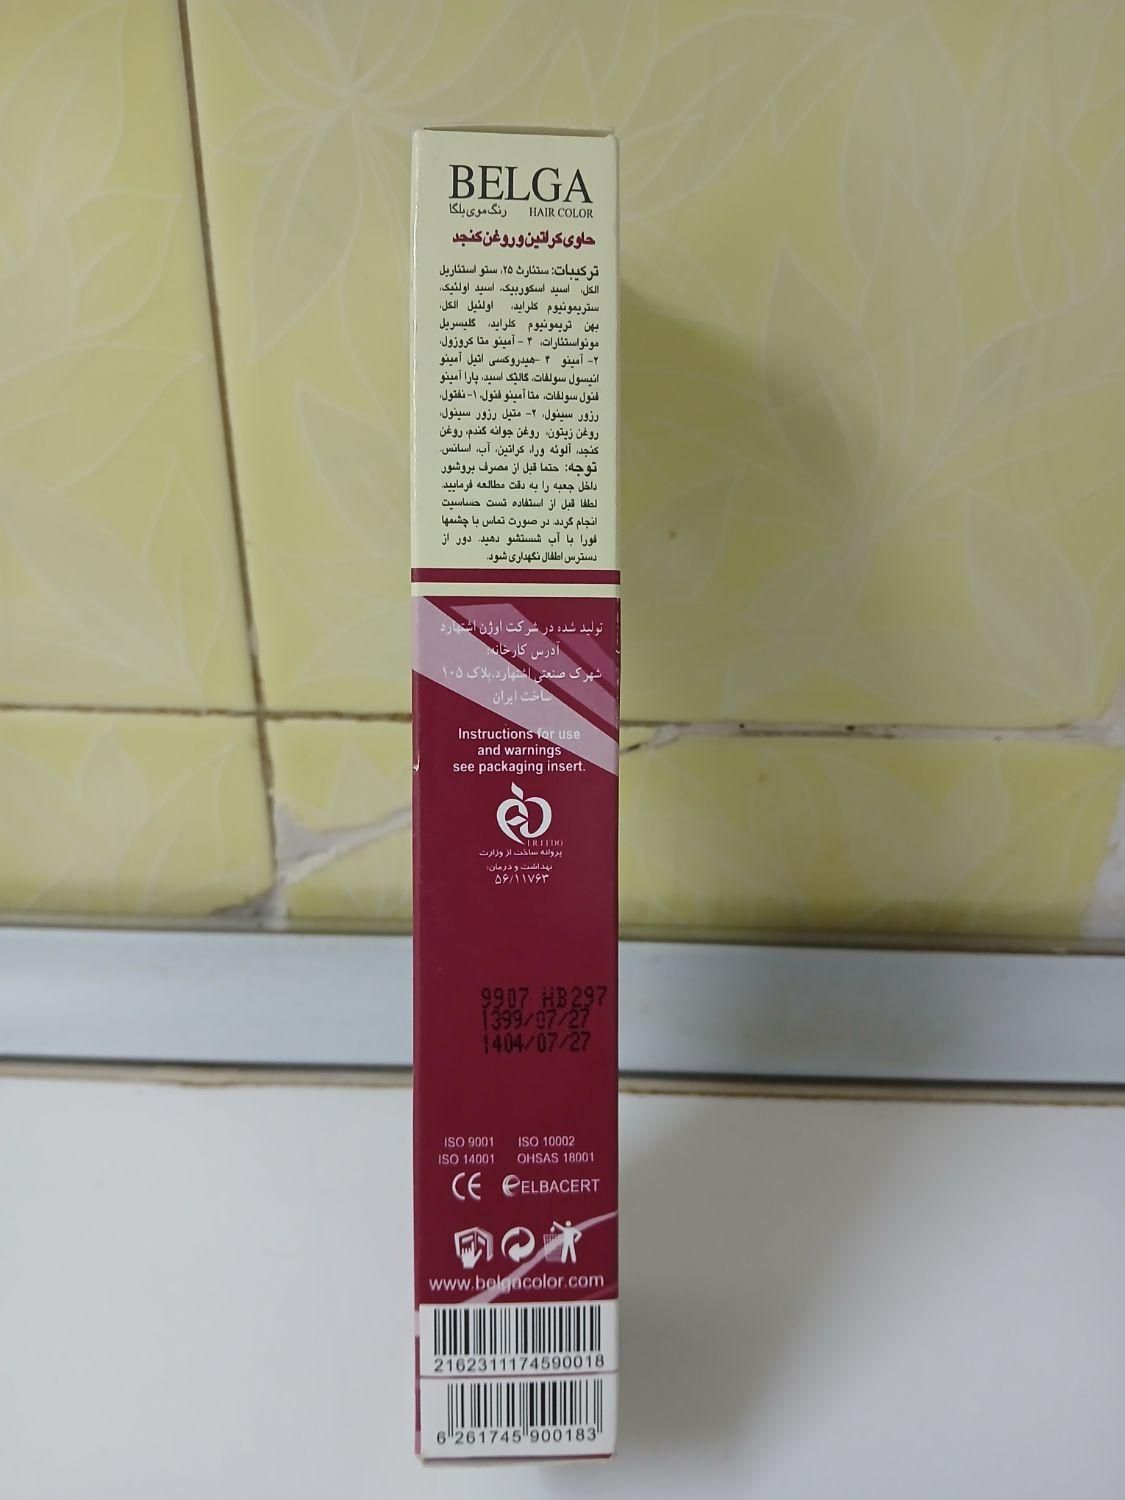 BELGA
رنگ موی بلگا HAIR COLOR
حاوی کراتین و روغن کنجد
ترکیبات: ستئارث ۲۵، ستو استئاریل
الکل، اسید اسکوربیک، اسید اولئیک،
ستریمونیوم کلراید، اولئیل الکل،
بهن تریمونیوم کلراید، گلیسریل
مونواستئارات، ۴ - آمینو متا کروزول،
۲- آمینو ۴ -هیدروکسی اتیل آمینو
انیسول سولفات، گالئک اسید، پارا آمینو
فنول سولفات، متا آمینو فنول، ۱- نفتول،
رزور سینول، ۲- متیل رزور سینول،
روغن زیتون، روغن جوانه گندم، روغن
کنجد، آلوئه ورا، کراتین، آب، اسانس.
توجه: حتما قبل از مصرف بروشور
داخل جعبه را به دقت مطالعه فرمایید.
لطفا قبل از استفاده تست حساسیت
انجام گردد. در صورت تماس با چشمها
فورا با آب شستشو دهید. دور از
دسترس اطفال نگهداری شود.
تولید شده در شرکت اوژن اشتهارد
آدرس کارخانه:
شهرک صنعتی اشتهارد.پلاک ۱۰۵
ساخت ایران
Instructions for use
and warnings
see packaging insert.
پروانه ساخت از وزارت
بهداشت و درمان:
۵۶/۱۱۷۶۳
9907 HB297
1399/07/27
1404/07/27
ISO 9001 ISO 10002
ISO 14001 OHSAS 18001
CE ELBACERT
www.belgacolor.com
2162311174590018
6 261745 900183